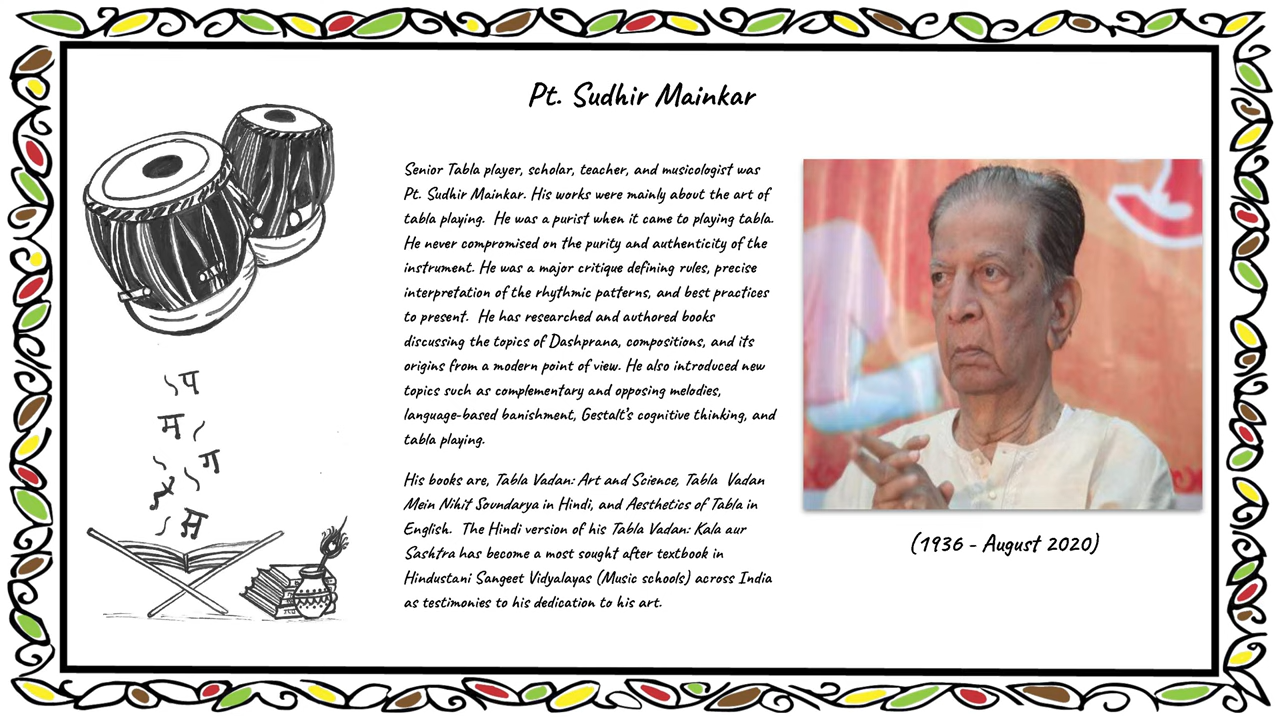 Pt. Sudhir Mainkar
Senior Tabla player, scholar, teacher, and musicologist was
Pt. Sudhir Mainkar. His works were mainly about the art of
tabla playing.  He was a purist when it came to playing tabla.
He never compromised on the purity and authenticity of the
instrument. He was a major critique defining rules, precise
interpretation of the rhythmic patterns, and best practices
to present.  He has researched and authored books
discussing the topics of Dashprana, compositions, and its
origins from a modern point of view. He also introduced new
topics such as complementary and opposing melodies,
language-based banishment, Gestalt's cognitive thinking, and
tabla playing.
His books are, Tabla Vadan: Art and Science, Tabla  Vadan
Mein Nihit Soundarya in Hindi, and Aesthetics of Tabla in
English.  The Hindi version of his Tabla Vadan: Kala aur
Sashtra has become a most sought after textbook in
Hindustani Sangeet Vidyalayas (Music schools) across India
as testimonies to his dedication to his art.
(1936 - August 2020)
प
म
ग
स